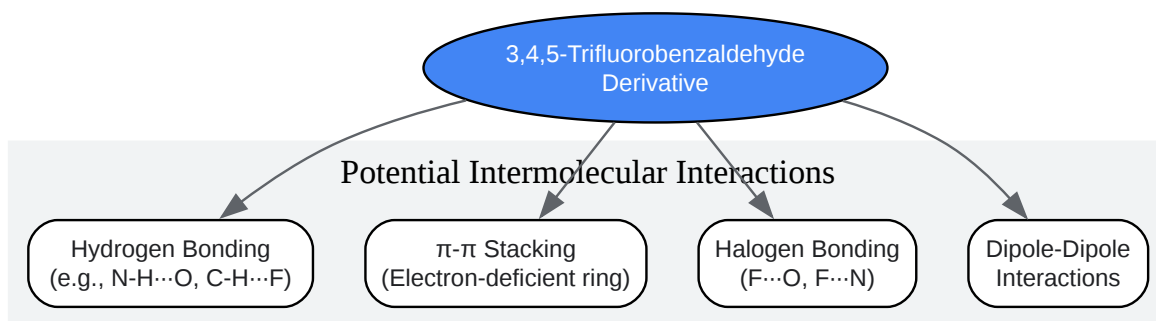 3,4,5-Trifluorobenzaldehyde
Derivative
Potential Intermolecular Interactions
Hydrogen Bonding
(e.g., N-H···O, C-H···F)
π-π Stacking
(Electron-deficient ring)
Halogen Bonding
(F···O, F···N)
Dipole-Dipole
Interactions